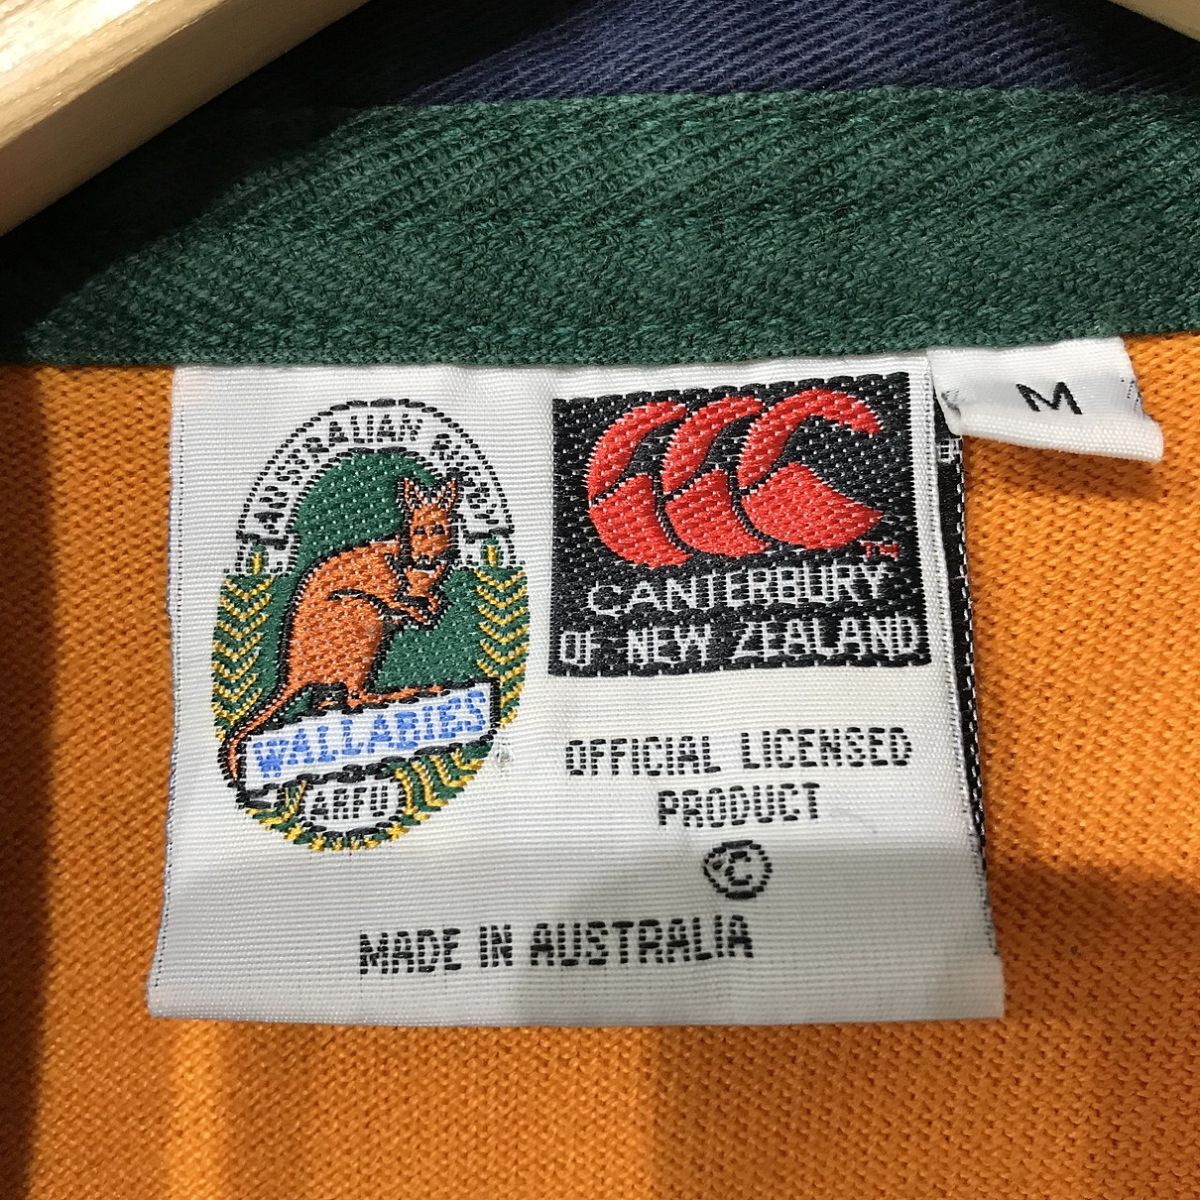 AUSTRALIAN RUGBY
WALLABIES
ARFU
CANTERBURY
OF NEW ZEALAND
M
OFFICIAL LICENSED
PRODUCT
©
MADE IN AUSTRALIA